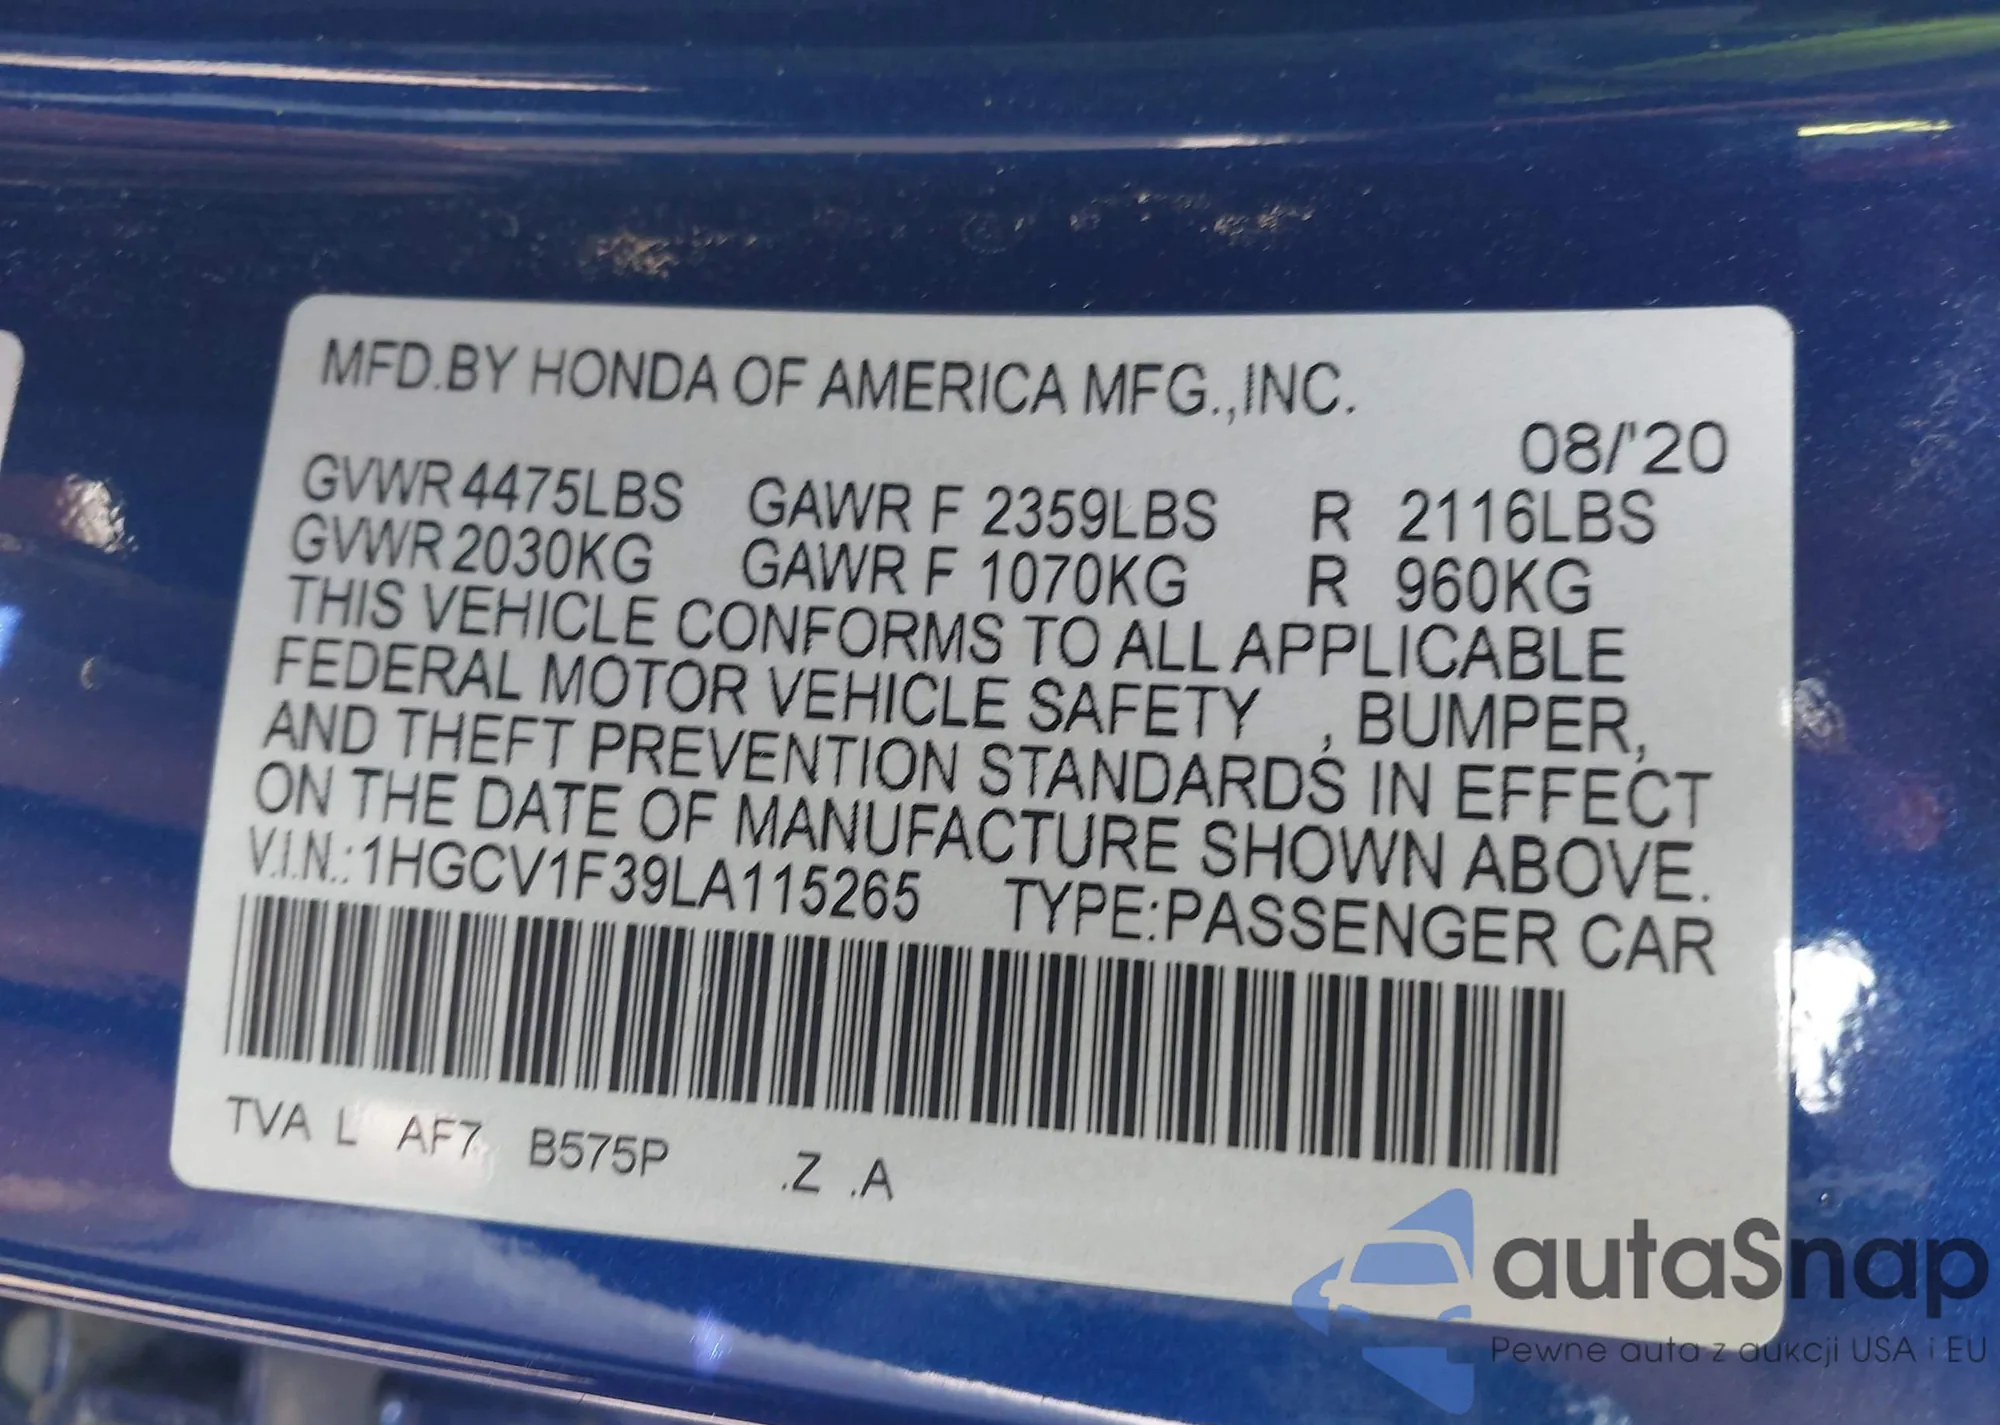 MFD.BY HONDA OF AMERICA MFG.,INC.
08/'20
GVWR 4475LBS GAWR F 2359LBS R 2116LBS
GVWR 2030KG GAWR F 1070KG R 960KG
THIS VEHICLE CONFORMS TO ALL APPLICABLE
FEDERAL MOTOR VEHICLE SAFETY , BUMPER,
AND THEFT PREVENTION STANDARDS IN EFFECT
ON THE DATE OF MANUFACTURE SHOWN ABOVE.
V.I.N.:1HGCV1F39LA115265 TYPE:PASSENGER CAR
TVA L AF7 B575P .Z .A
autaSnap
Pewne auta z aukcji USA i EU